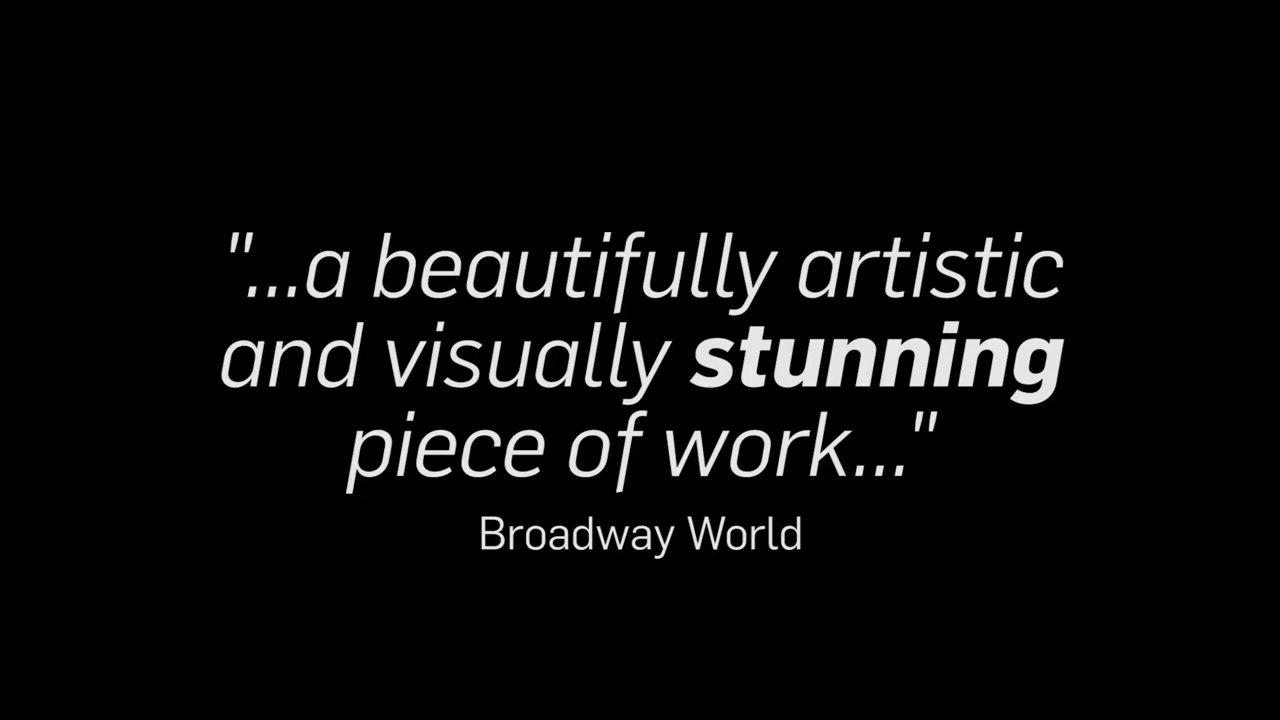 "...a beautifully artistic
and visually stunning
piece of work..."
Broadway World